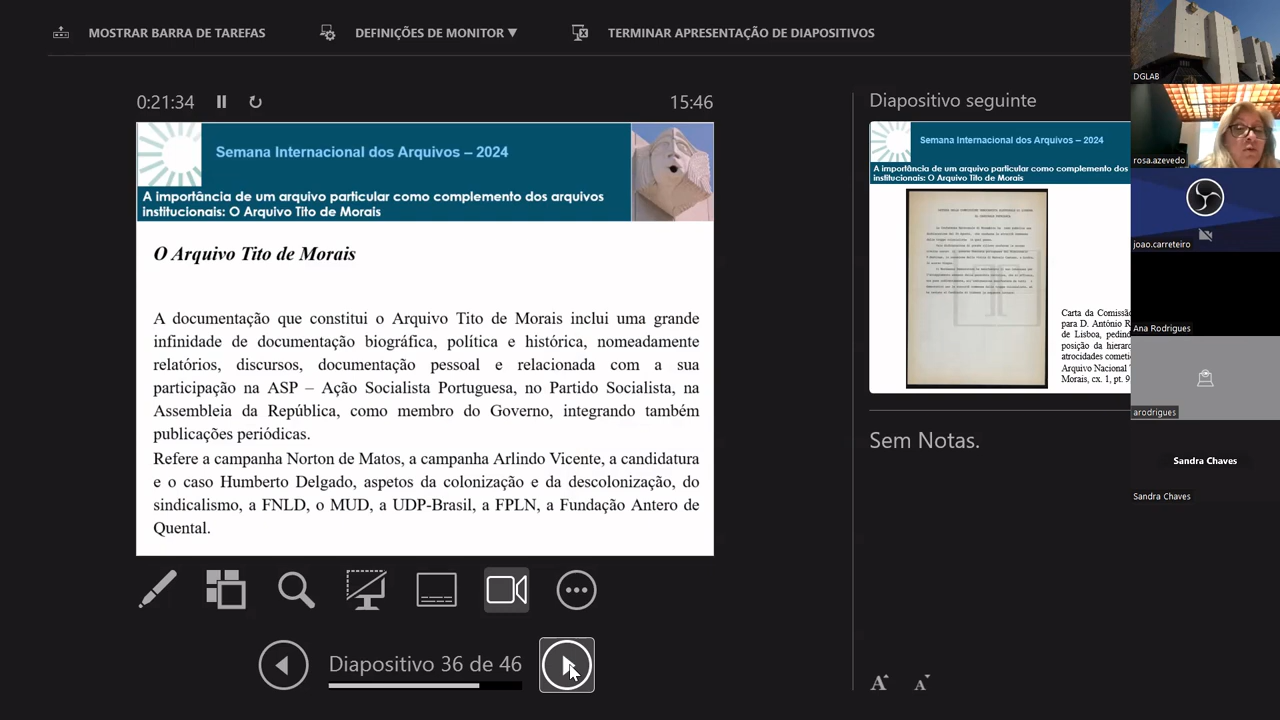 MOSTRAR BARRA DE TAREFAS
DEFINIÇÕES DE MONITOR ▼
TERMINAR APRESENTAÇÃO DE DIAPOSITIVOS
0:21:34
15:46
Semana Internacional dos Arquivos – 2024
A importância de um arquivo particular como complemento dos arquivos
institucionais: O Arquivo Tito de Morais
O Arquivo Tito de Morais
A documentação que constitui o Arquivo Tito de Morais inclui uma grande
infinidade de documentação biográfica, política e histórica, nomeadamente
relatórios, discursos, documentação pessoal e relacionada com a sua
participação na ASP – Ação Socialista Portuguesa, no Partido Socialista, na
Assembleia da República, como membro do Governo, integrando também
publicações periódicas.
Refere a campanha Norton de Matos, a campanha Arlindo Vicente, a candidatura
e o caso Humberto Delgado, aspetos da colonização e da descolonização, do
sindicalismo, a FNLD, o MUD, a UDP-Brasil, a FPLN, a Fundação Antero de
Quental.
Diapositivo 36 de 46
Diapositivo seguinte
Semana Internacional dos Arquivos – 2024
A importância de um arquivo particular como complemento dos
institucionais: O Arquivo Tito de Morais
Carta da Comissã
para D. António R
de Lisboa, pedin
posição da hierar
atrocidades cometi
Arquivo Nacional
Morais, cx. 1, pt. 9
Sem Notas.
A A
DGLAB
rosa.azevedo
joao.carreteiro
Ana Rodrigues
arodrigues
Sandra Chaves
Sandra Chaves